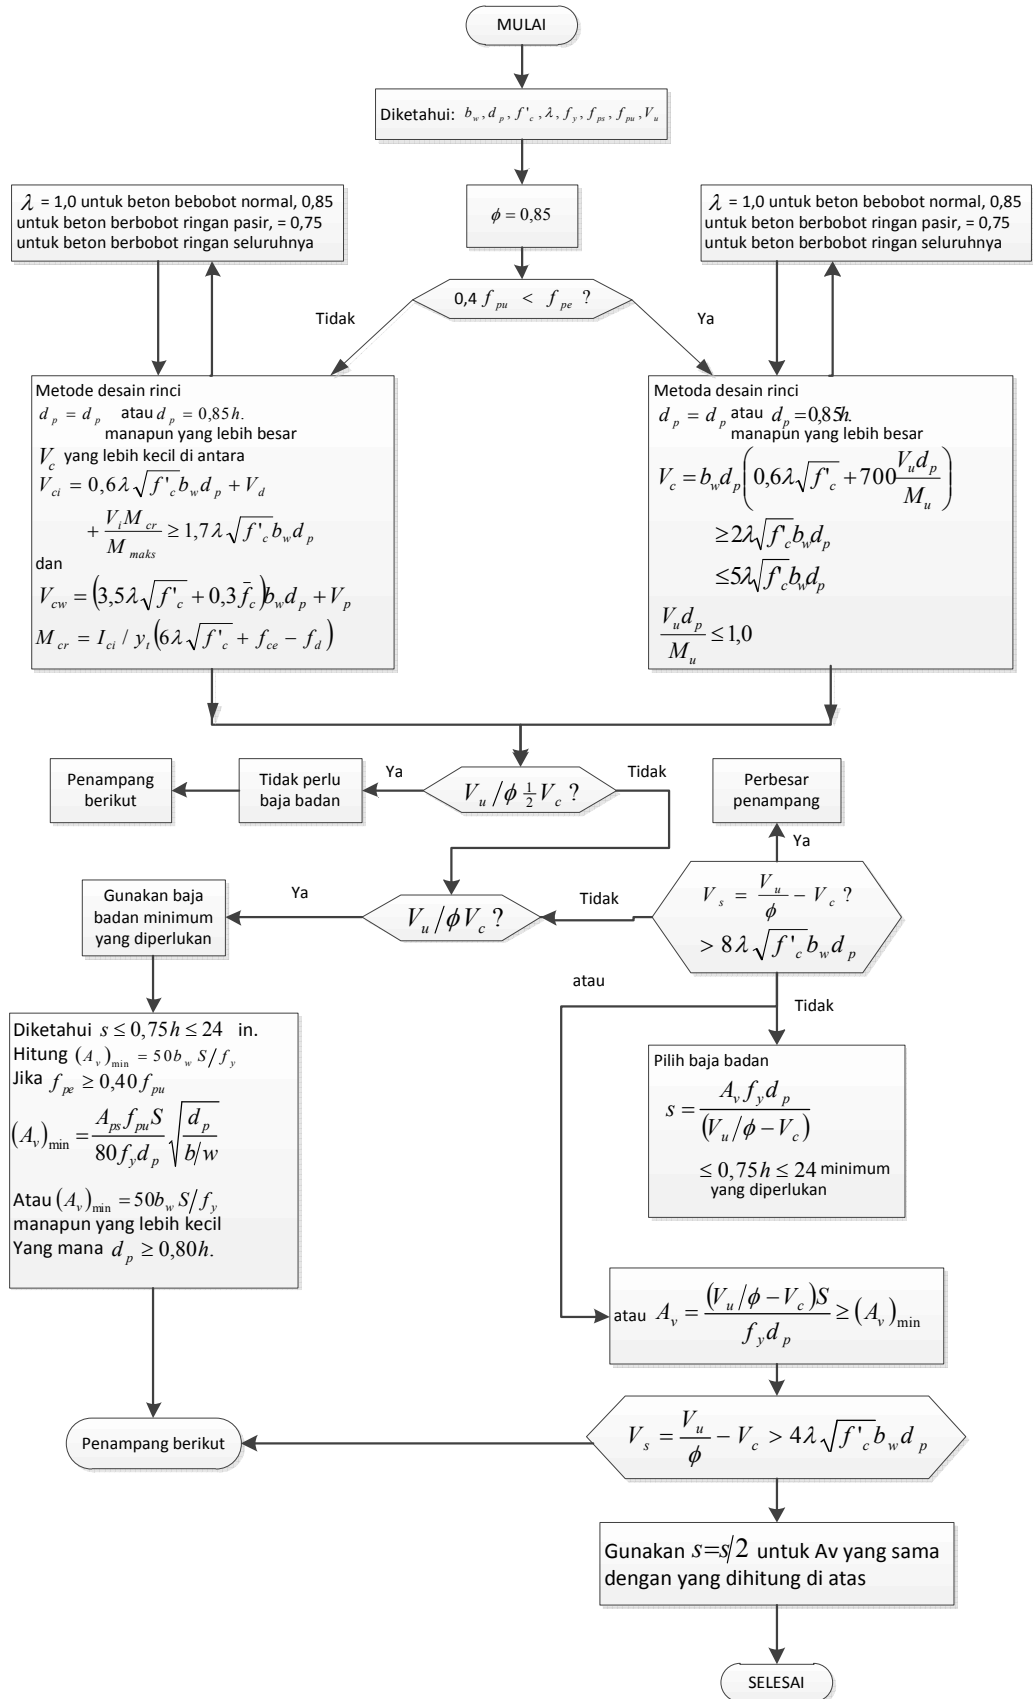 MULAI
Diketahui: b_w, d_p, f'_c, λ, f_y, f_ps, f_pu, V_u
λ = 1,0 untuk beton bebobot normal, 0,85
untuk beton berbobot ringan pasir, = 0,75
untuk beton berbobot ringan seluruhnya
ϕ = 0,85
λ = 1,0 untuk beton bebobot normal, 0,85
untuk beton berbobot ringan pasir, = 0,75
untuk beton berbobot ringan seluruhnya
0,4 f_pu < f_pe ?
Tidak
Ya
Metode desain rinci
d_p = d_p atau d_p = 0,85h.
manapun yang lebih besar
V_c yang lebih kecil di antara
V_ci = 0,6λ√f'_c b_w d_p + V_d
+ V_i M_cr / M_maks ≥ 1,7λ√f'_c b_w d_p
dan
V_cw = (3,5λ√f'_c + 0,3f̄_c)b_w d_p + V_p
M_cr = I_ci / y_t (6λ√f'_c + f_ce − f_d)
Metoda desain rinci
d_p = d_p atau d_p = 0,85h.
manapun yang lebih besar
V_c = b_w d_p (0,6λ√f'_c + 700 V_u d_p / M_u)
≥ 2λ√f'_c b_w d_p
≤ 5λ√f'_c b_w d_p
V_u d_p / M_u ≤ 1,0
Penampang
berikut
Tidak perlu
baja badan
Ya
V_u / ϕ ½ V_c ?
Tidak
Perbesar
penampang
Ya
Gunakan baja
badan minimum
yang diperlukan
Ya
V_u / ϕ V_c ?
Tidak
V_s = V_u / ϕ − V_c ?
> 8λ√f'_c b_w d_p
atau
Tidak
Diketahui s ≤ 0,75h ≤ 24 in.
Hitung (A_v)_min = 50b_w S/f_y
Jika f_pe ≥ 0,40 f_pu
(A_v)_min = A_ps f_pu S / 80 f_y d_p √(d_p / b/w)
Atau (A_v)_min = 50b_w S/f_y
manapun yang lebih kecil
Yang mana d_p ≥ 0,80h.
Pilih baja badan
s = A_v f_y d_p / (V_u/ϕ − V_c)
≤ 0,75h ≤ 24 minimum
yang diperlukan
atau A_v = (V_u/ϕ − V_c)S / f_y d_p ≥ (A_v)_min
Penampang berikut
V_s = V_u / ϕ − V_c > 4λ√f'_c b_w d_p
Gunakan s=s/2 untuk Av yang sama
dengan yang dihitung di atas
SELESAI